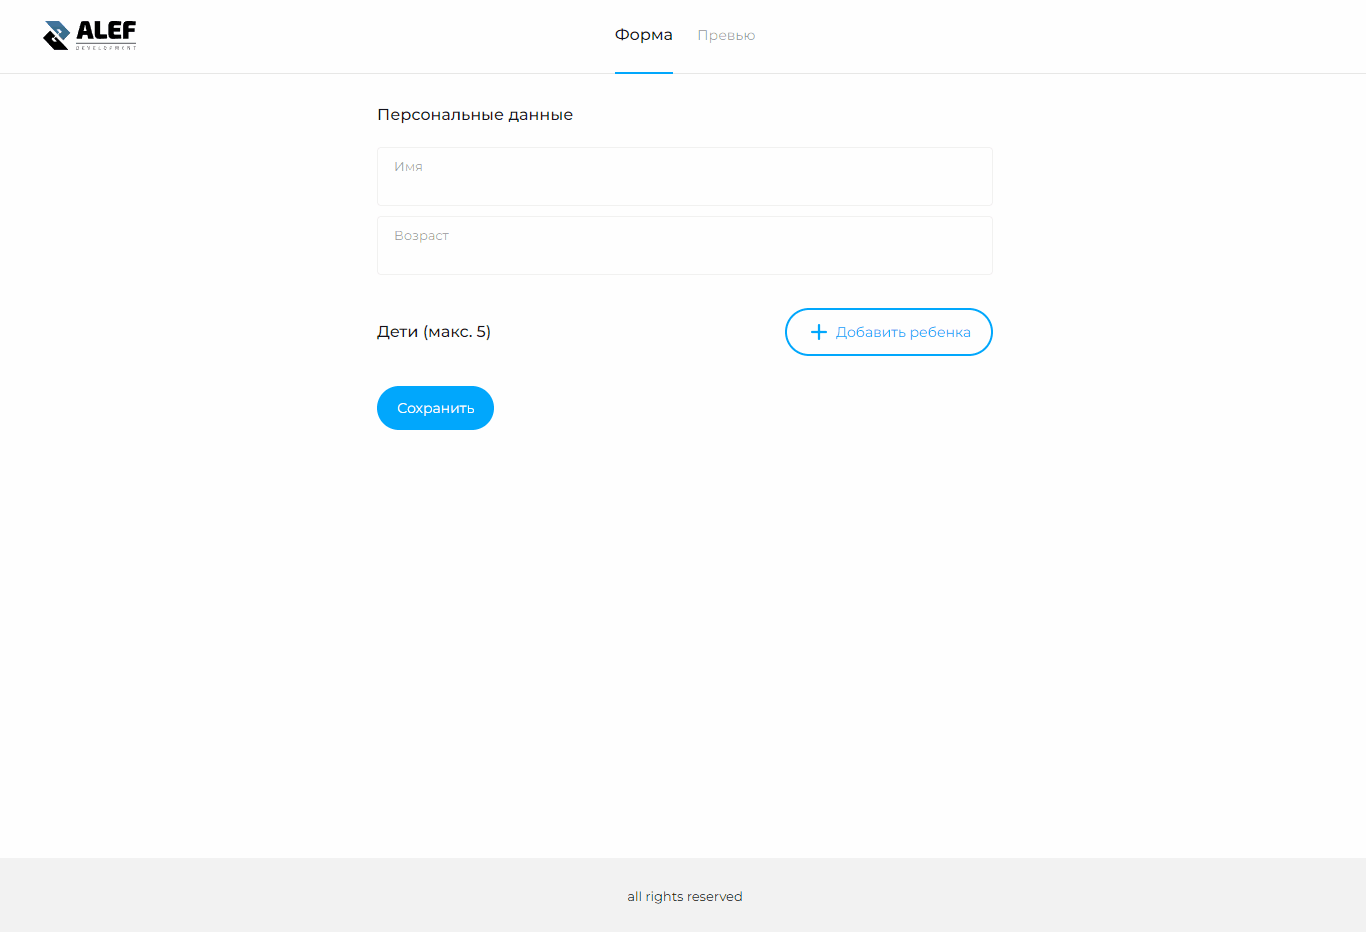 ALEF
DEVELOPMENT
Форма
Превью
Персональные данные
Имя
Возраст
Дети (макс. 5)
Добавить ребенка
Сохранить
all rights reserved